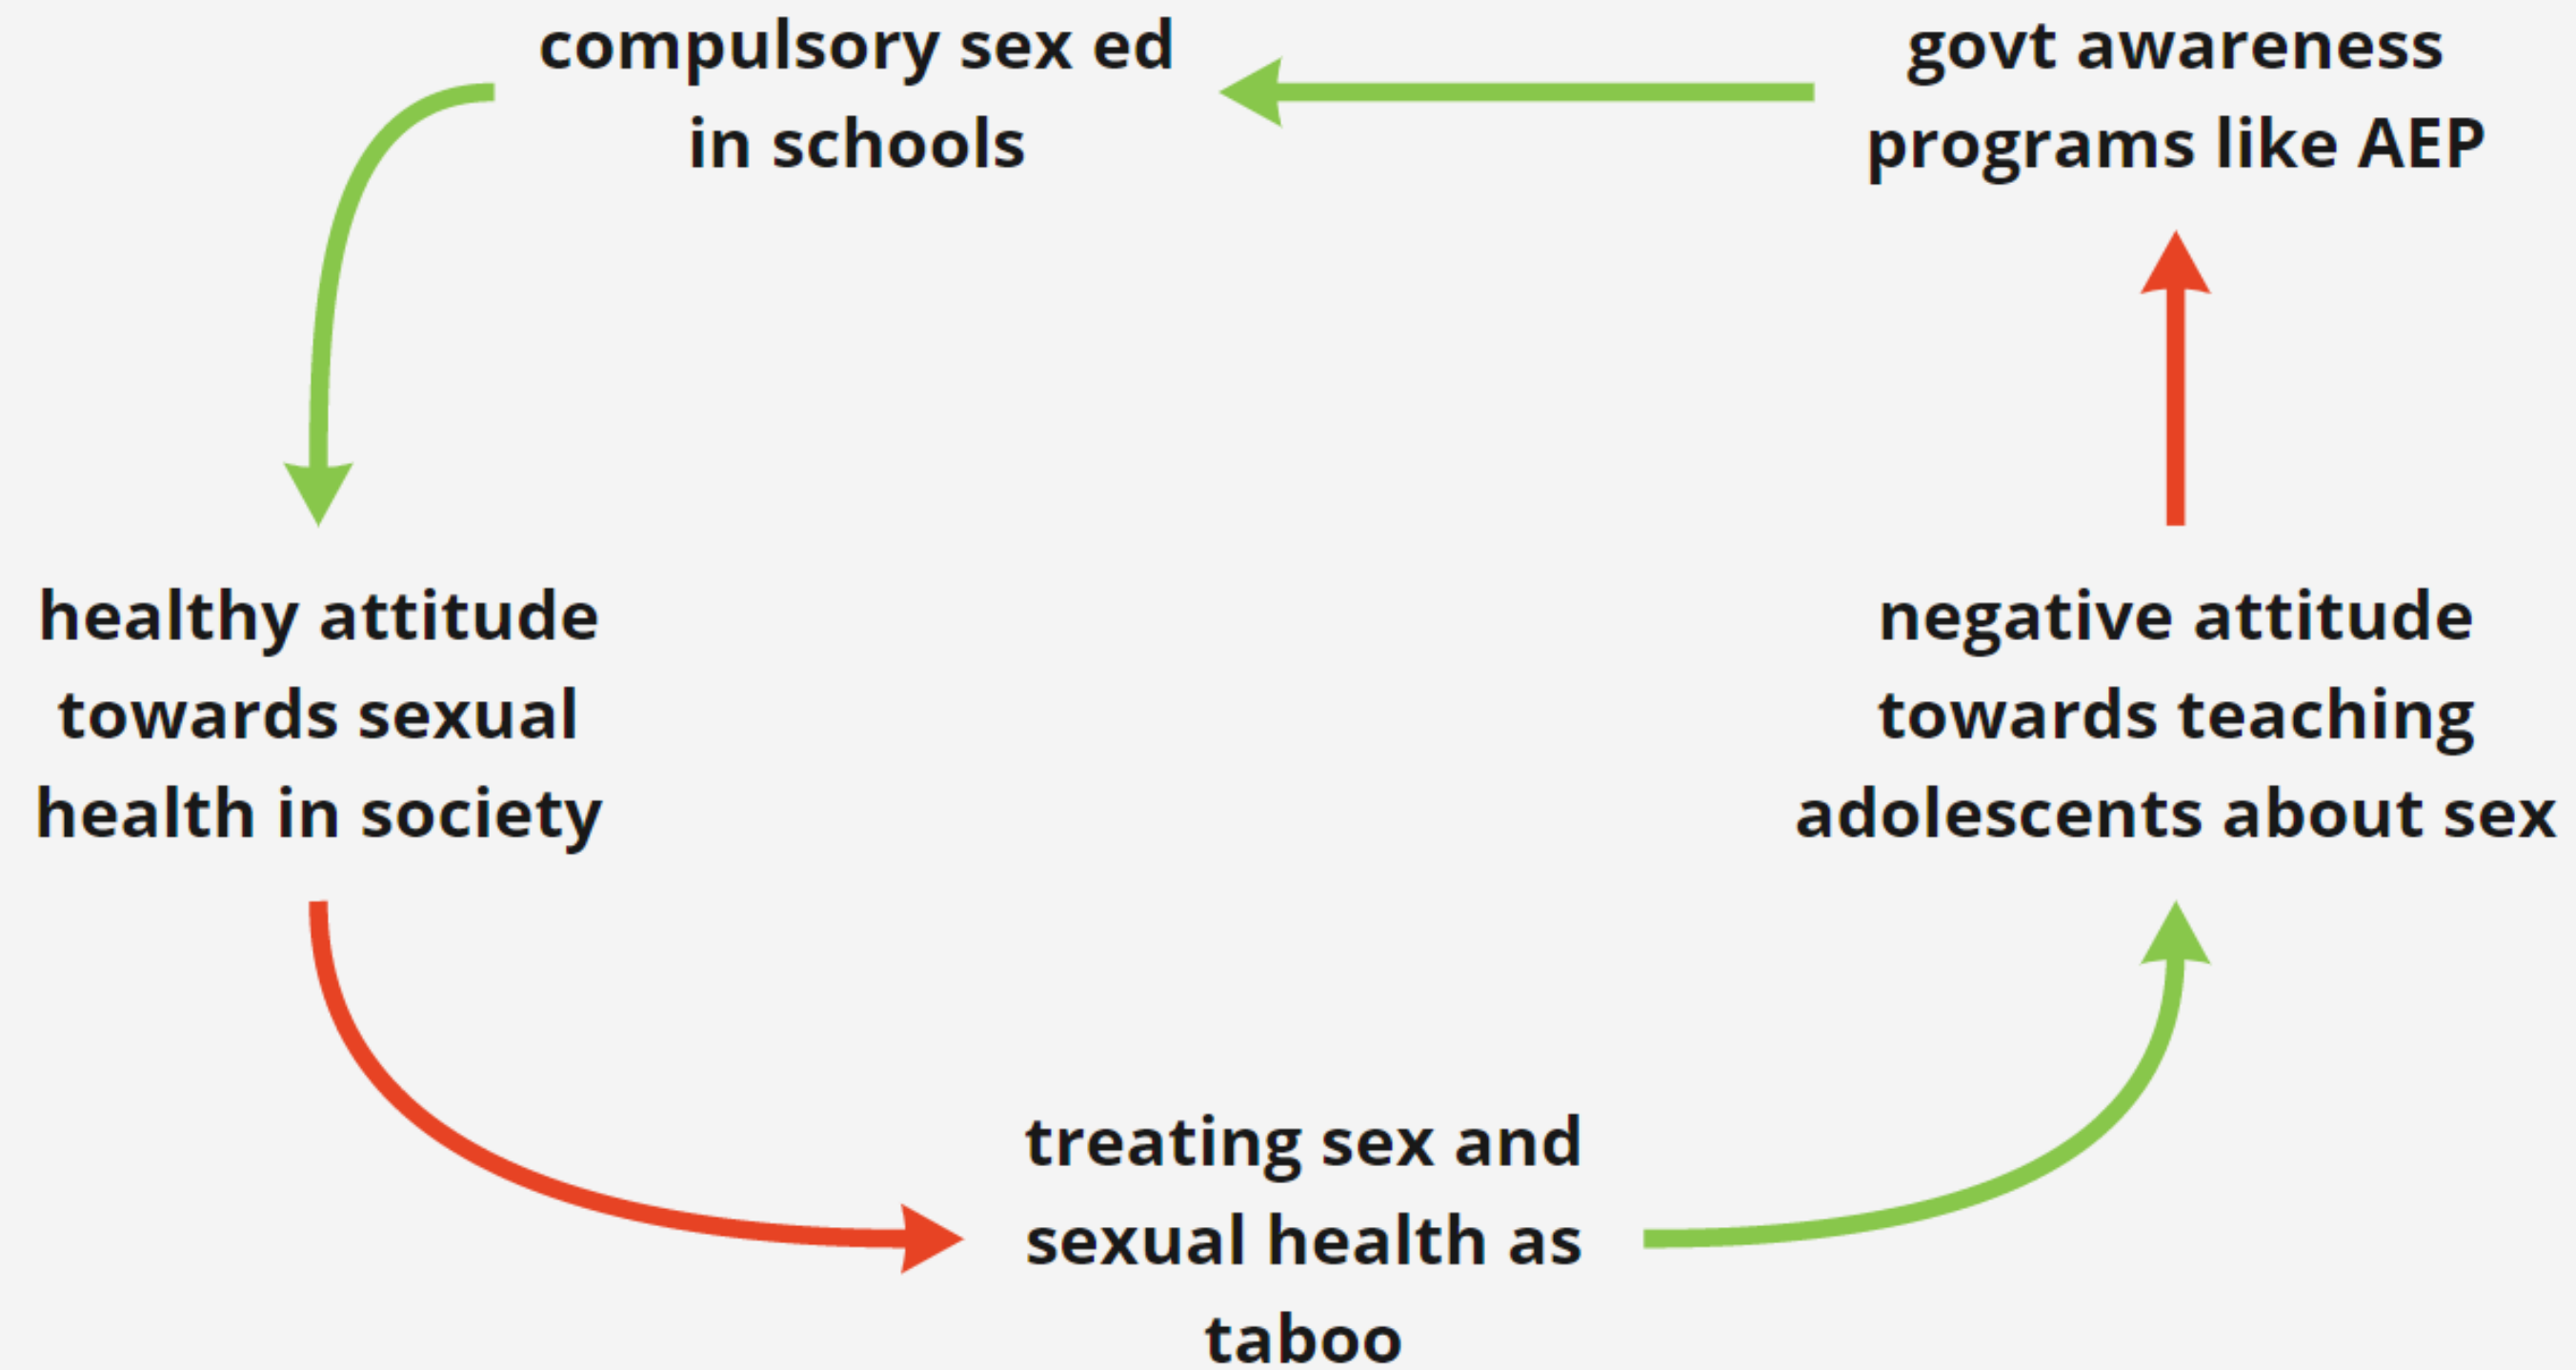 compulsory sex ed
in schools
govt awareness
programs like AEP
healthy attitude
towards sexual
health in society
negative attitude
towards teaching
adolescents about sex
treating sex and
sexual health as
taboo